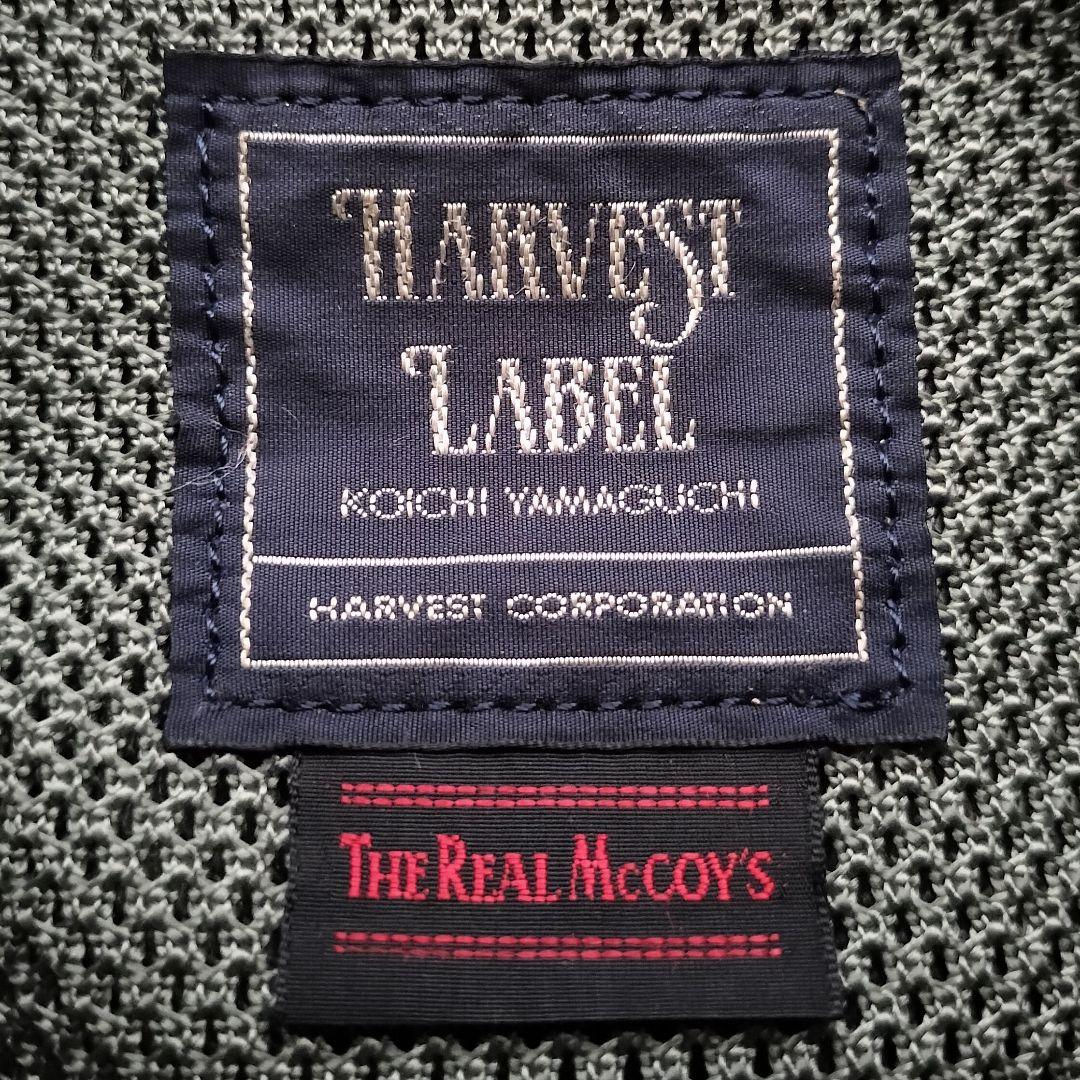 HARVEST
LABEL
KOICHI YAMAGUCHI
HARVEST CORPORATION
THE REAL McCOY'S